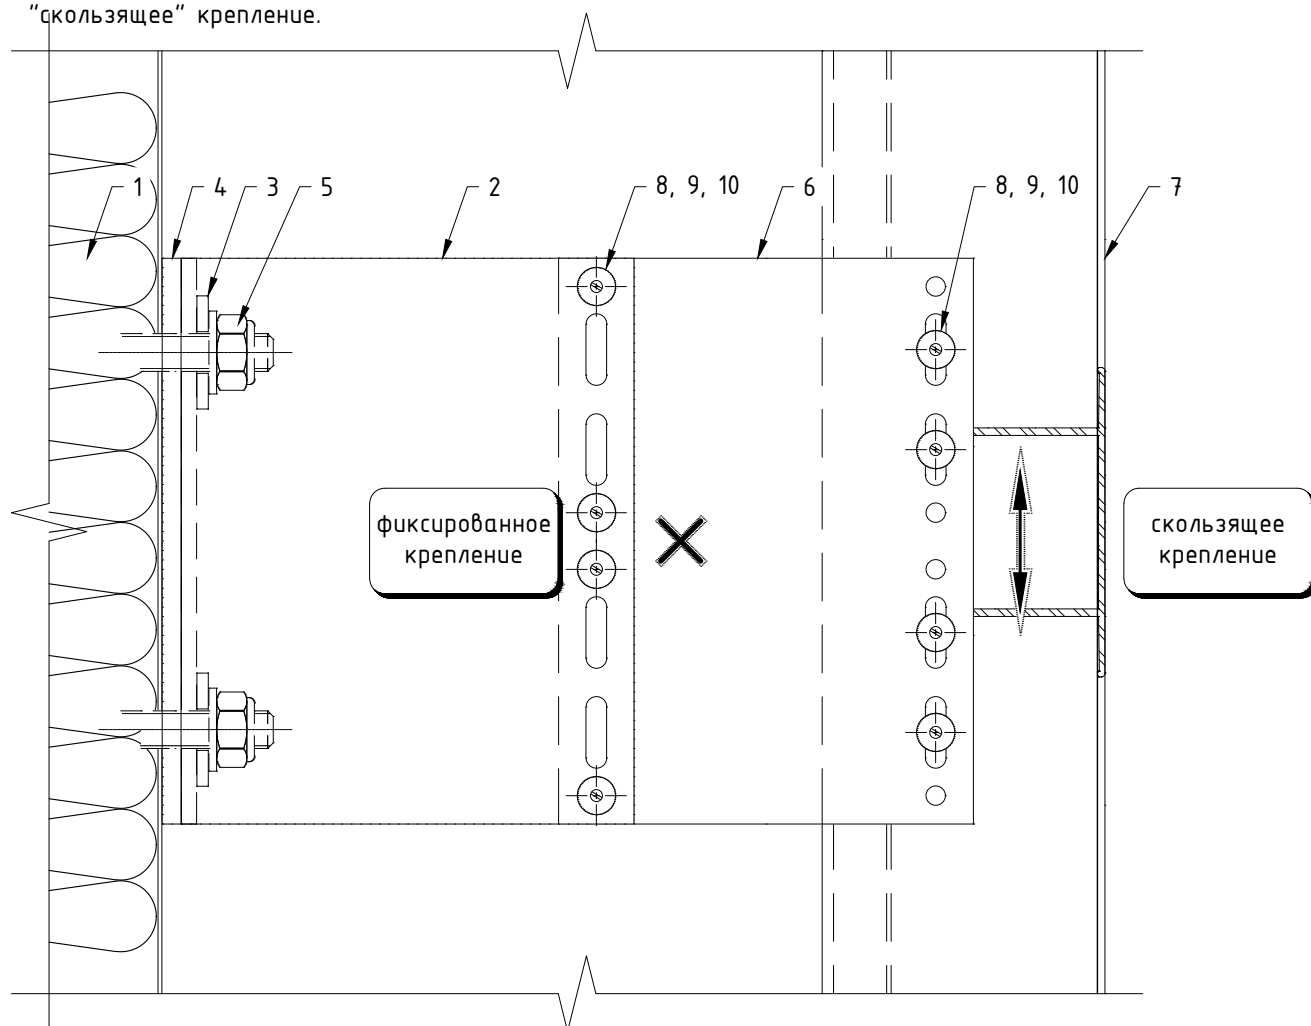 "скользящее" крепление.
1 4 3 5 2 8, 9, 10 6 8, 9, 10 7
фиксированное
крепление
скользящее
крепление